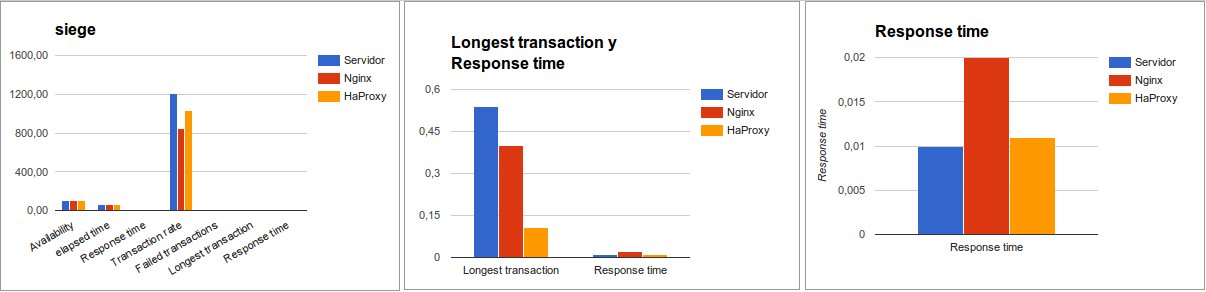 siege
1600,00
1200,00
800,00
400,00
0,00
Availability
elapsed time
Response time
Transaction rate
Failed transactions
Longest transaction
Response time
Servidor
Nginx
HaProxy
Longest transaction y
Response time
0,6
0,45
0,3
0,15
0
Longest transaction
Response time
Servidor
Nginx
HaProxy
Response time
Response time
0,02
0,015
0,01
0,005
0
Response time
Servidor
Nginx
HaProxy